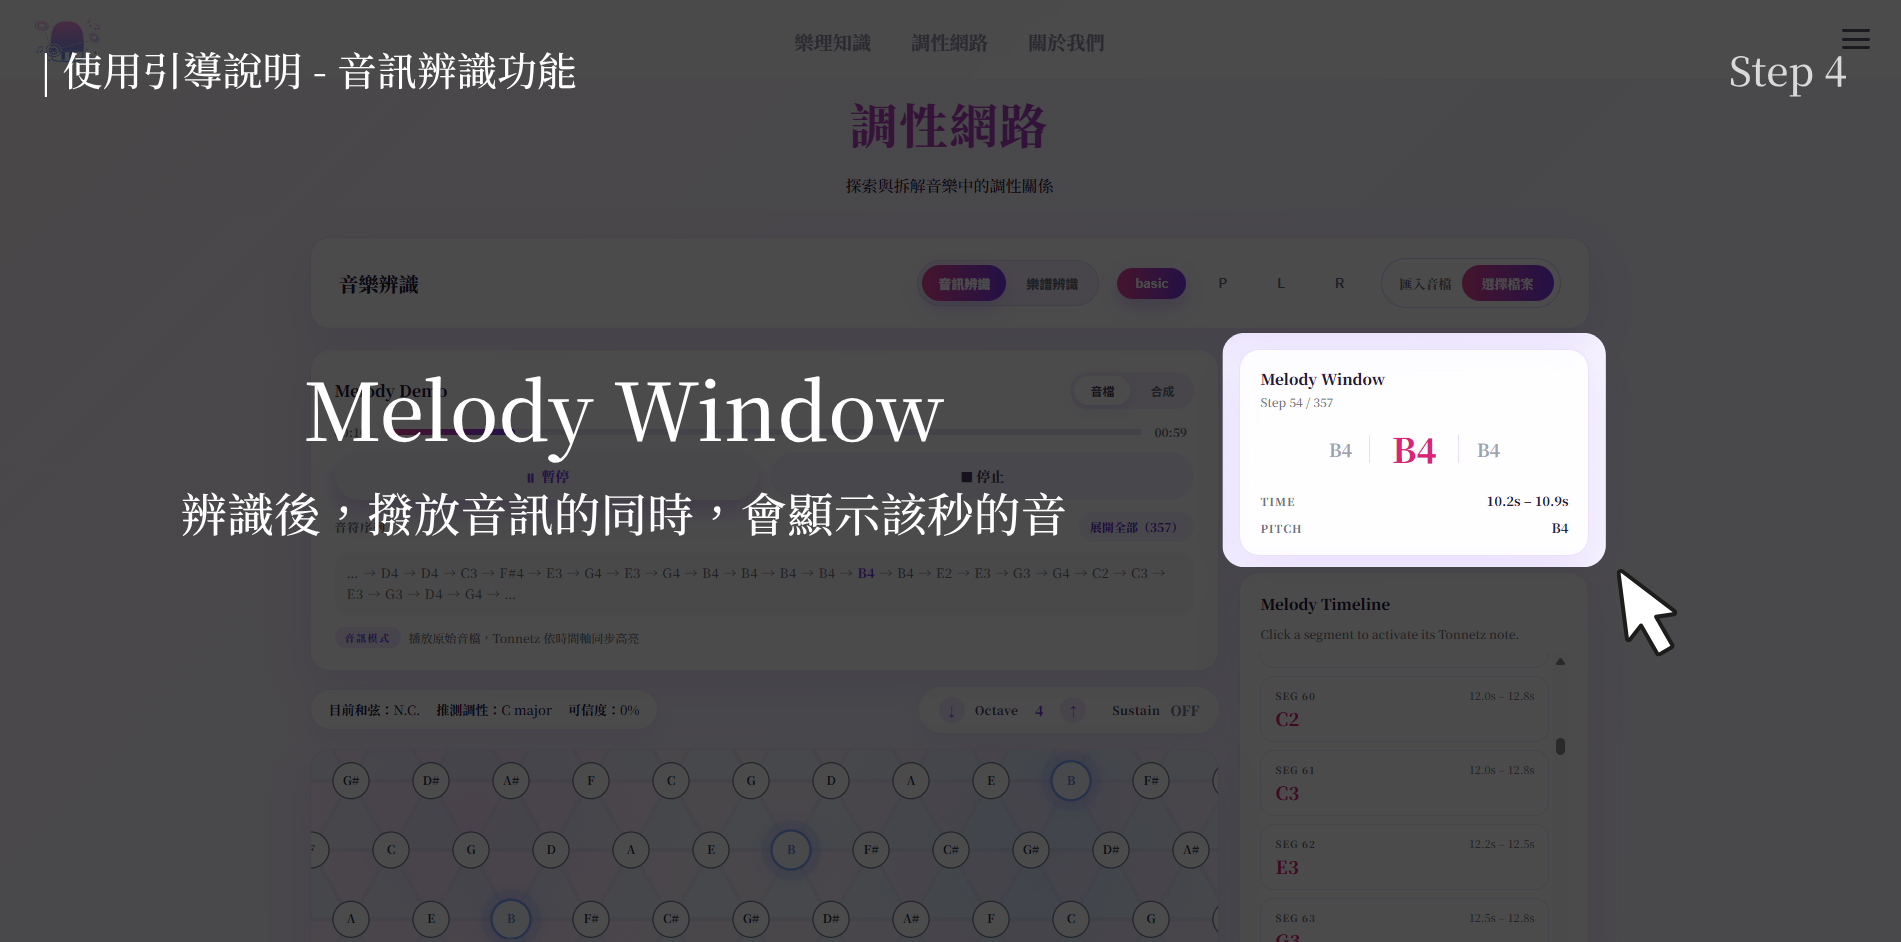 樂理知識 調性網路 關於我們
使用引導說明 - 音訊辨識功能
Step 4
調性網路
探索與拆解音樂中的調性關係
音樂辨識
音訊辨識 樂譜辨識 basic P L R 匯入音檔 選擇檔案
Melody Demo
音檔 合成
Melody Window
00:59
暫停
停止
辨識後，撥放音訊的同時，會顯示該秒的音
展開全部（357）
... → D4 → D4 → C3 → F#4 → E3 → G4 → E3 → G4 → B4 → B4 → B4 → B4 → B4 → B4 → E2 → E3 → G3 → G4 → C2 → C3 →
E3 → G3 → D4 → G4 → ...
音訊模式 播放原始音檔，Tonnetz 依時間軸同步高亮
Melody Window
Step 54 / 357
B4 B4 B4
TIME 10.2s – 10.9s
PITCH B4
Melody Timeline
Click a segment to activate its Tonnetz note.
SEG 60 12.0s – 12.8s
C2
SEG 61 12.0s – 12.8s
C3
SEG 62 12.2s – 12.5s
E3
SEG 63 12.5s – 12.8s
G3
目前和弦：N.C. 推測調性：C major 可信度：0%
↓ Octave 4 ↑ Sustain OFF
G# D# A# F C G D A E B F#
F C G D A E B F# C# G# D# A#
A E B F# C# G# D# A# F C G